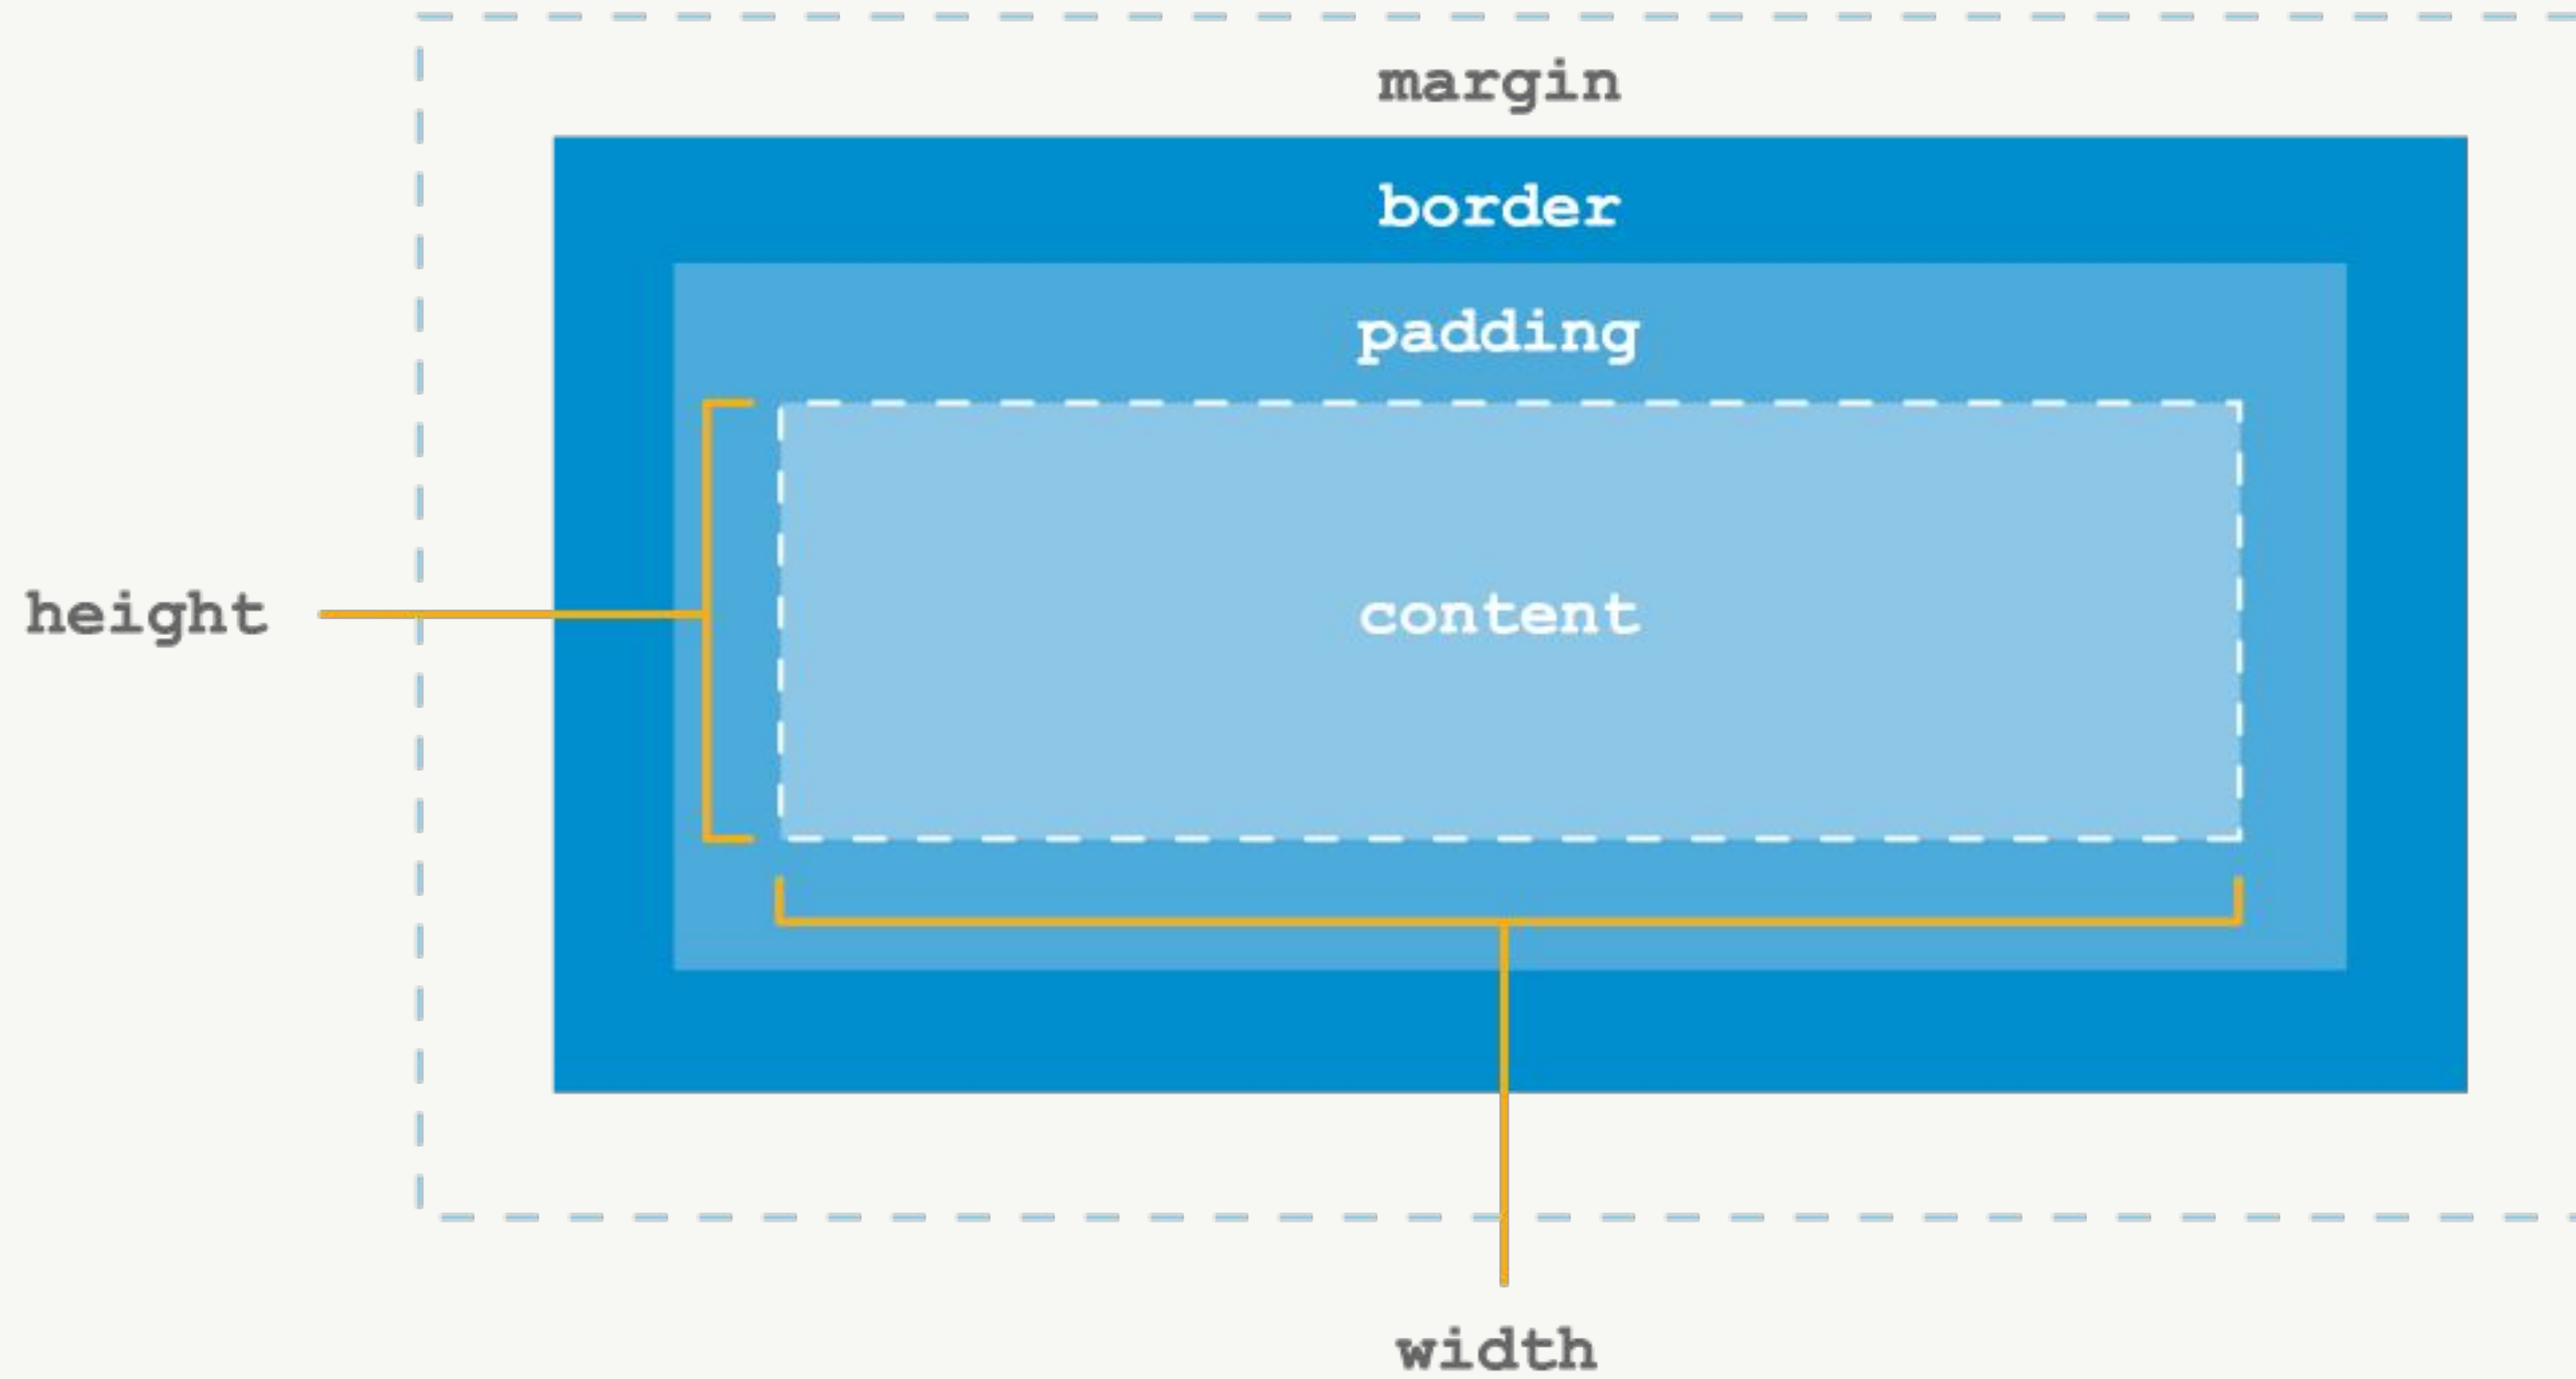 margin
border
padding
content
height
width